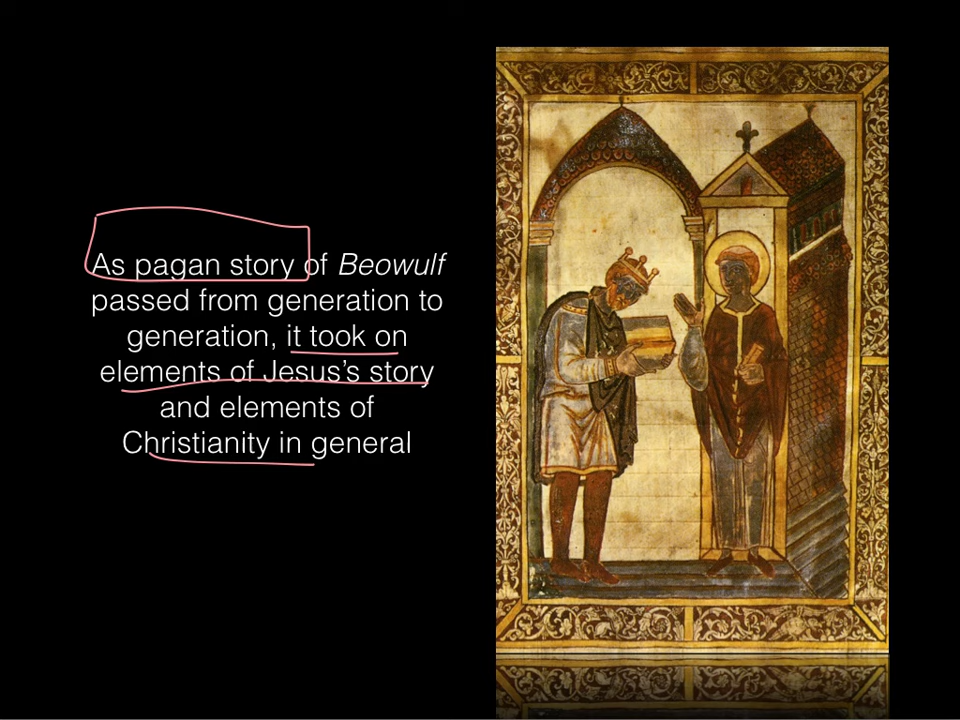 As pagan story of Beowulf
passed from generation to
generation, it took on
elements of Jesus's story
and elements of
Christianity in general